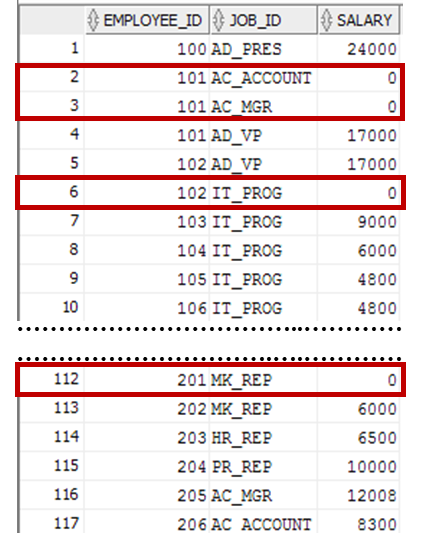 EMPLOYEE_ID JOB_ID SALARY
1 100 AD_PRES 24000
2 101 AC_ACCOUNT 0
3 101 AC_MGR 0
4 101 AD_VP 17000
5 102 AD_VP 17000
6 102 IT_PROG 0
7 103 IT_PROG 9000
8 104 IT_PROG 6000
9 105 IT_PROG 4800
10 106 IT_PROG 4800
112 201 MK_REP 0
113 202 MK_REP 6000
114 203 HR_REP 6500
115 204 PR_REP 10000
116 205 AC_MGR 12008
117 206 AC_ACCOUNT 8300